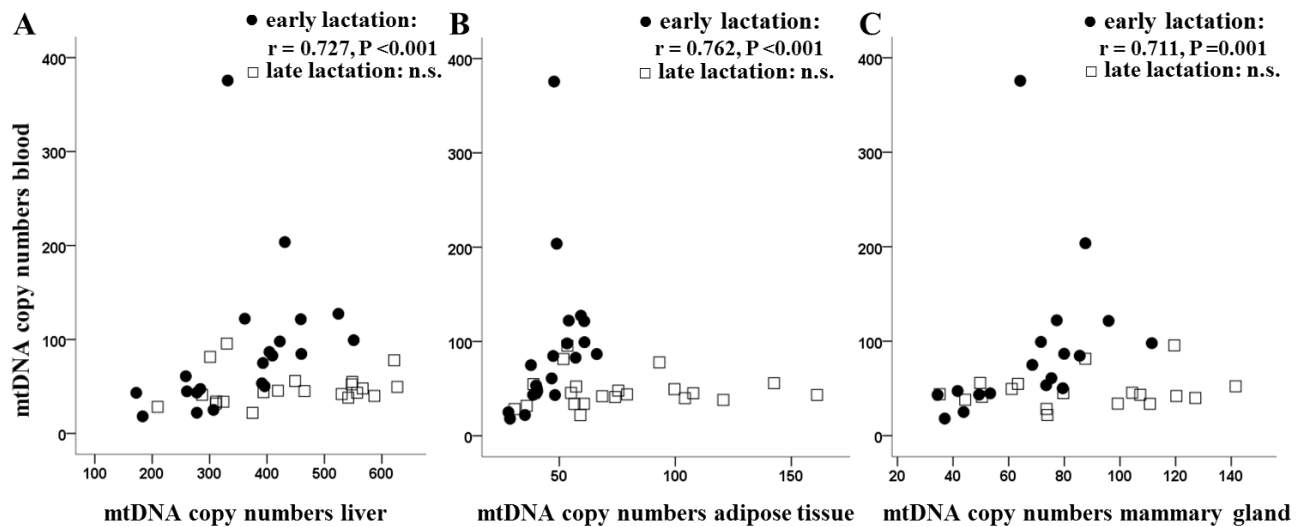 A
● early lactation:
r = 0.727, P <0.001
□ late lactation: n.s.
B
● early lactation:
r = 0.762, P <0.001
□ late lactation: n.s.
C
● early lactation:
r = 0.711, P =0.001
□ late lactation: n.s.
mtDNA copy numbers blood
400
300
200
100
0
100 200 300 400 500 600
mtDNA copy numbers liver
400
300
200
100
0
50 100 150
mtDNA copy numbers adipose tissue
400
300
200
100
0
20 40 60 80 100 120 140
mtDNA copy numbers mammary gland